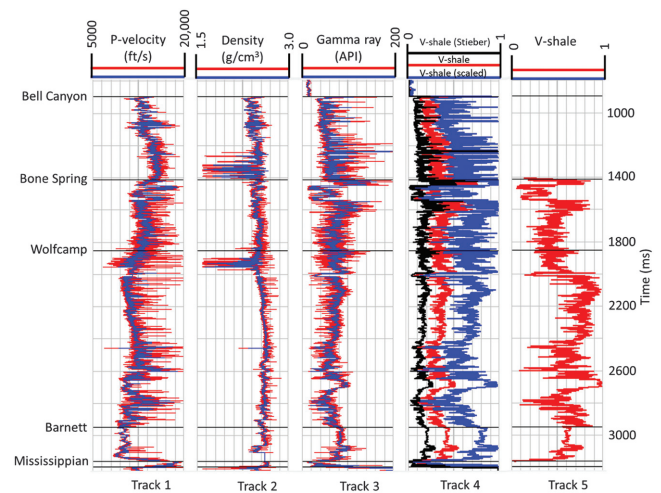 P-velocity
(ft/s)
5000
20,000
Density
(g/cm³)
1.5
3.0
Gamma ray
(API)
0
200
V-shale (Stieber)
V-shale
V-shale (scaled)
0
1
V-shale
0
1
Bell Canyon
Bone Spring
Wolfcamp
Barnett
Mississippian
1000
1400
1800
2200
2600
3000
Time (ms)
Track 1
Track 2
Track 3
Track 4
Track 5